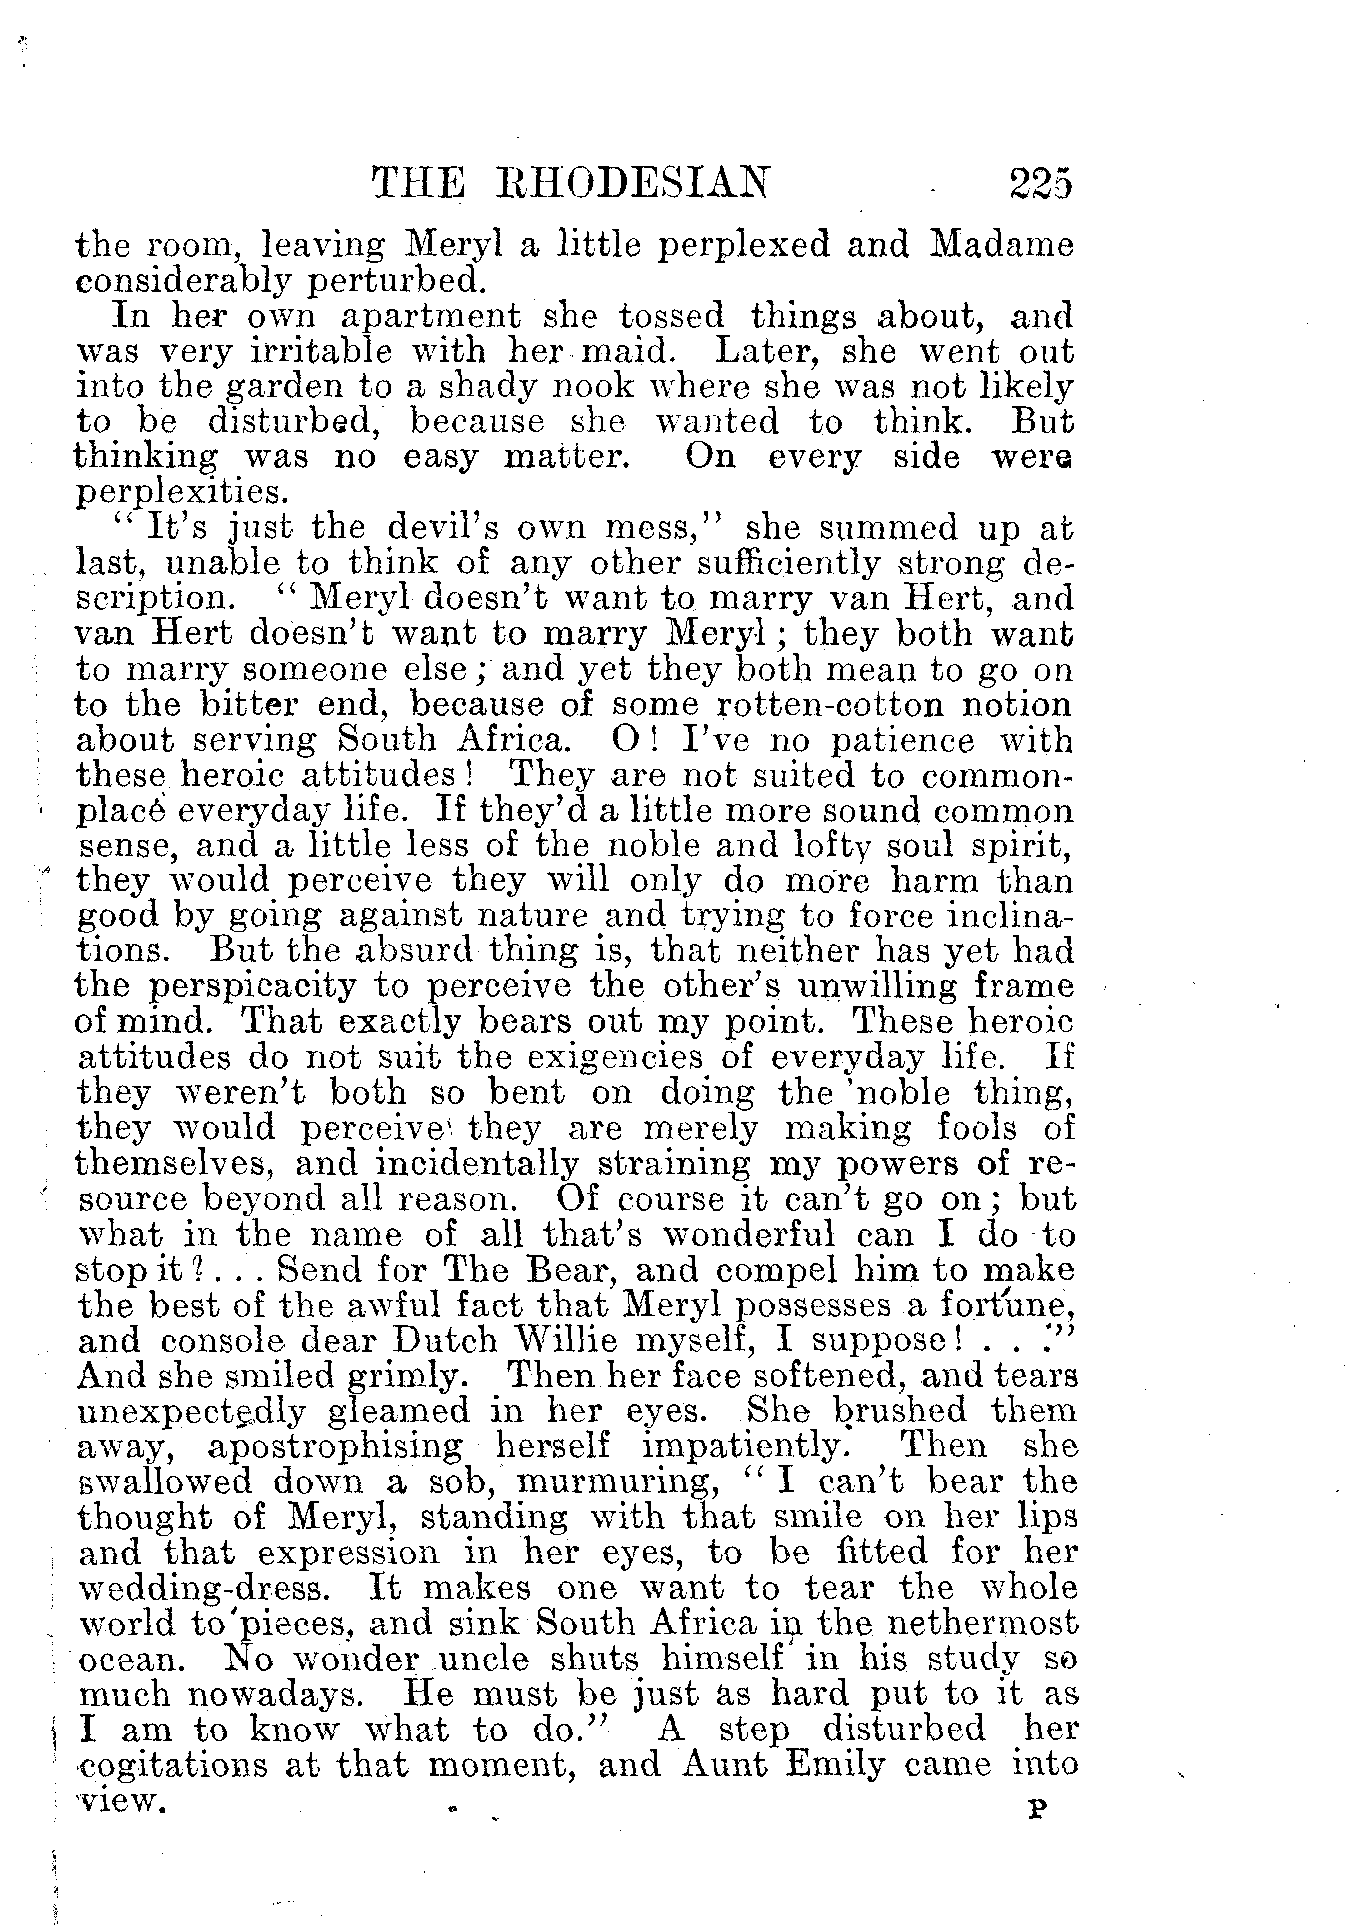 THE RHODESIAN 225
the room, leaving Meryl a little perplexed and Madame
considerably perturbed.
In her own apartment she tossed things about, and
was very irritable with her maid. Later, she went out
into the garden to a shady nook where she was not likely
to be disturbed, because she wanted to think. But
thinking was no easy matter. On every side were
perplexities.
" It's just the devil's own mess," she summed up at
last, unable to think of any other sufficiently strong de-
scription. " Meryl doesn't want to marry van Hert, and
van Hert doesn't want to marry Meryl ; they both want
to marry someone else ; and yet they both mean to go on
to the bitter end, because of some rotten-cotton notion
about serving South Africa. O ! I've no patience with
these heroic attitudes ! They are not suited to common-
place everyday life. If they'd a little more sound common
sense, and a little less of the noble and lofty soul spirit,
they would perceive they will only do more harm than
good by going against nature and trying to force inclina-
tions. But the absurd thing is, that neither has yet had
the perspicacity to perceive the other's unwilling frame
of mind. That exactly bears out my point. These heroic
attitudes do not suit the exigencies of everyday life. If
they weren't both so bent on doing the noble thing,
they would perceive they are merely making fools of
themselves, and incidentally straining my powers of re-
source beyond all reason. Of course it can't go on ; but
what in the name of all that's wonderful can I do to
stop it ? . . . Send for The Bear, and compel him to make
the best of the awful fact that Meryl possesses a fortune,
and console dear Dutch Willie myself, I suppose ! . . ."
And she smiled grimly. Then her face softened, and tears
unexpectedly gleamed in her eyes. She brushed them
away, apostrophising herself impatiently. Then she
swallowed down a sob, murmuring, " I can't bear the
thought of Meryl, standing with that smile on her lips
and that expression in her eyes, to be fitted for her
wedding-dress. It makes one want to tear the whole
world to pieces, and sink South Africa in the nethermost
ocean. No wonder uncle shuts himself in his study so
much nowadays. He must be just as hard put to it as
I am to know what to do." A step disturbed her
cogitations at that moment, and Aunt Emily came into
view.
P